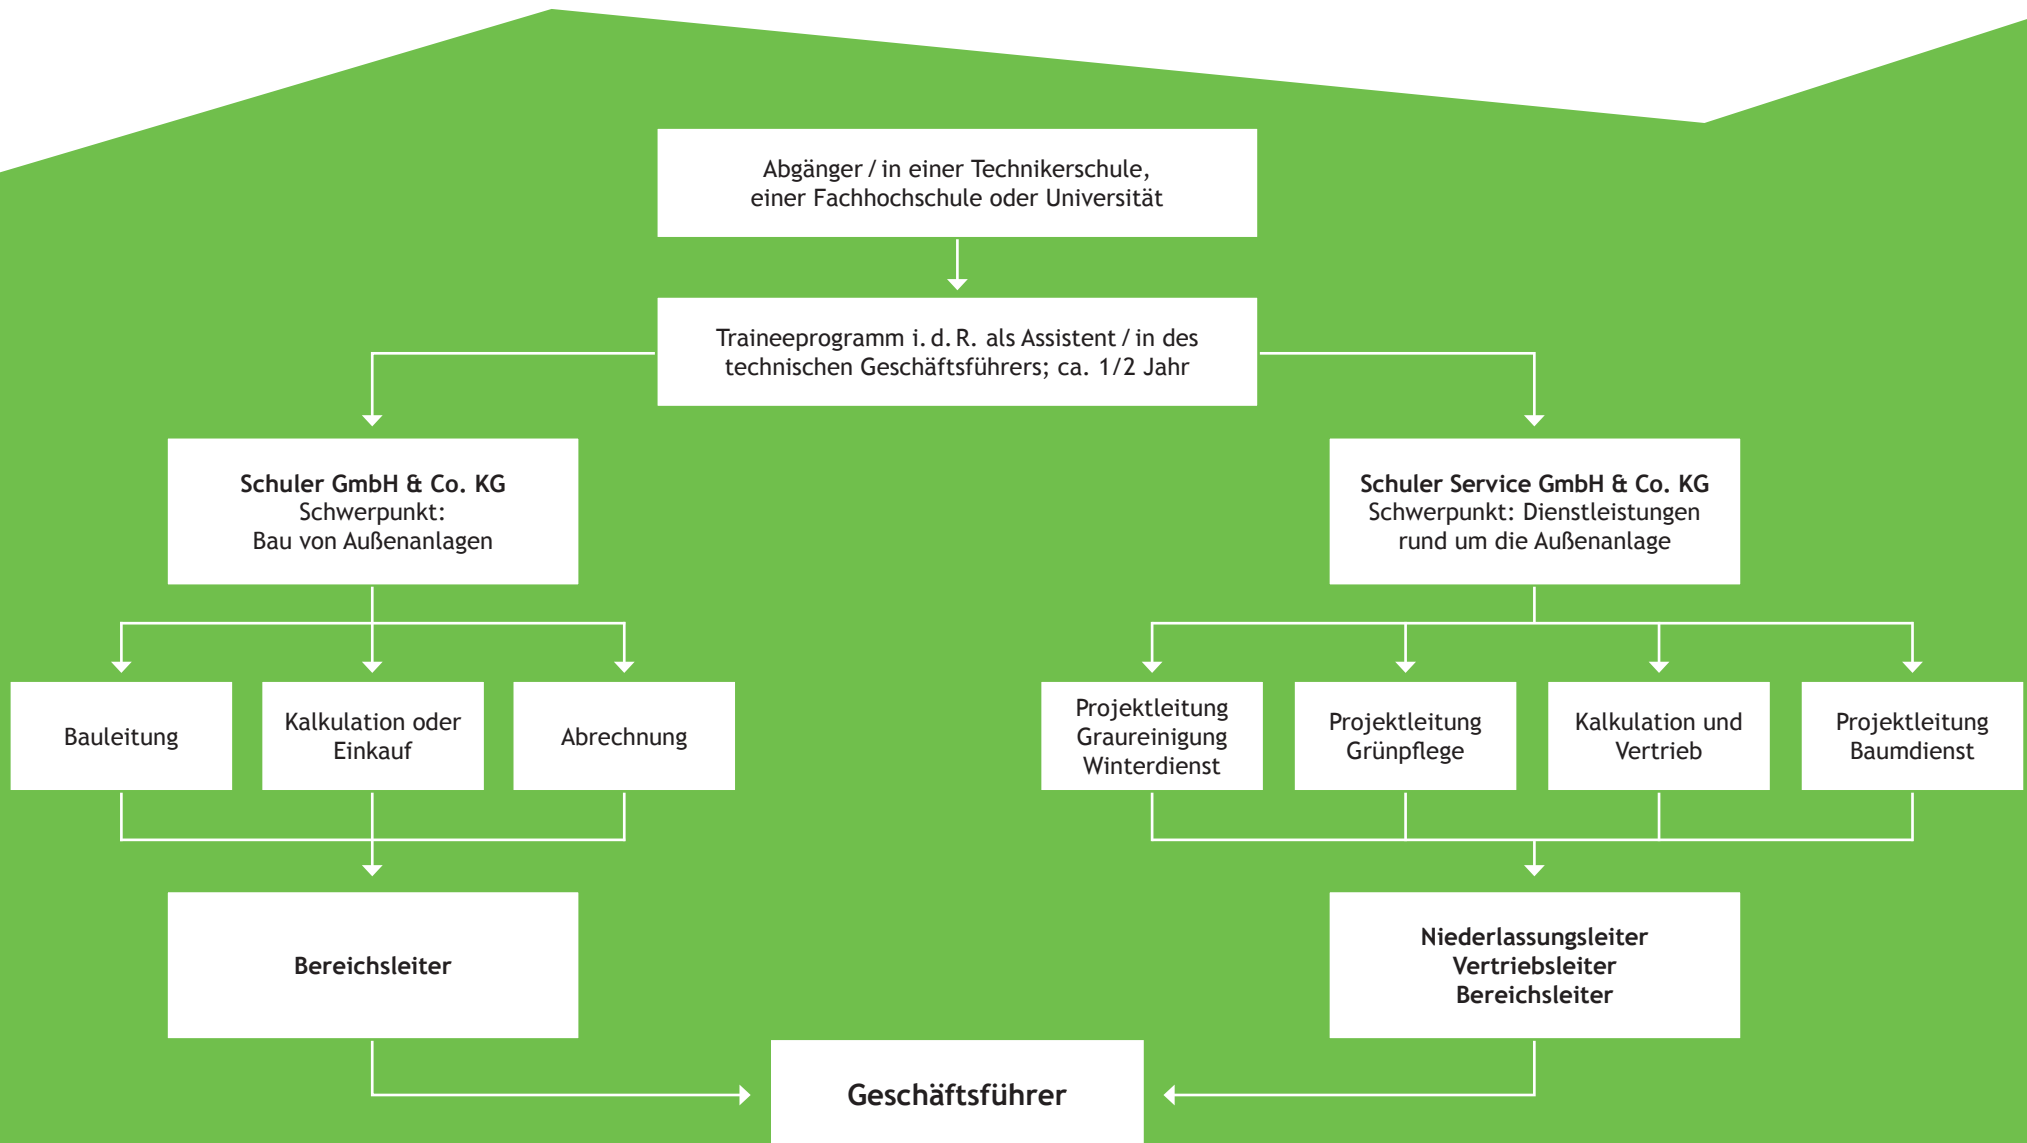 Abgänger / in einer Technikerschule,
einer Fachhochschule oder Universität
Traineeprogramm i. d. R. als Assistent / in des
technischen Geschäftsführers; ca. 1/2 Jahr
Schuler GmbH & Co. KG
Schwerpunkt:
Bau von Außenanlagen
Schuler Service GmbH & Co. KG
Schwerpunkt: Dienstleistungen
rund um die Außenanlage
Bauleitung
Kalkulation oder
Einkauf
Abrechnung
Projektleitung
Graureinigung
Winterdienst
Projektleitung
Grünpflege
Kalkulation und
Vertrieb
Projektleitung
Baumdienst
Bereichsleiter
Niederlassungsleiter
Vertriebsleiter
Bereichsleiter
Geschäftsführer